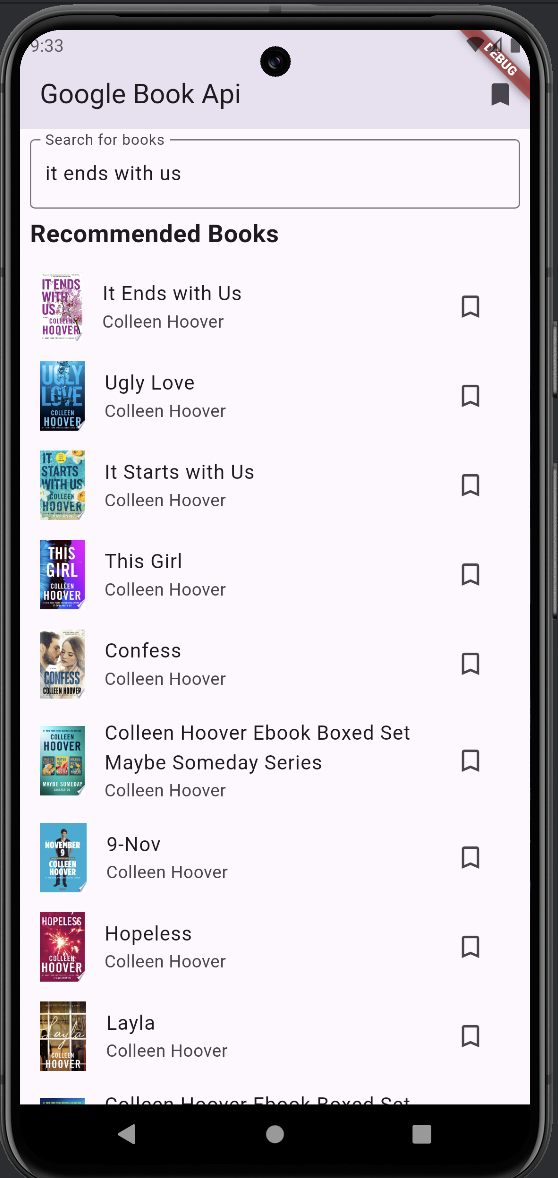 9:33
DEBUG
Google Book Api
Search for books
it ends with us
Recommended Books
IT ENDS
WITH
US
COLLEEN
HOOVER
It Ends with Us
Colleen Hoover
UGLY
LOVE
COLLEEN
HOOVER
Ugly Love
Colleen Hoover
IT
STARTS
WITH US
COLLEEN
HOOVER
It Starts with Us
Colleen Hoover
THIS
GIRL
COLLEEN
HOOVER
This Girl
Colleen Hoover
CONFESS
COLLEEN HOOVER
Confess
Colleen Hoover
COLLEEN
HOOVER
MAYBE SOMEDAY
Colleen Hoover Ebook Boxed Set
Maybe Someday Series
Colleen Hoover
NOVEMBER
9
COLLEEN
HOOVER
9-Nov
Colleen Hoover
HOPELESS
COLLEEN
HOOVER
Hopeless
Colleen Hoover
Layla
COLLEEN
HOOVER
Layla
Colleen Hoover
Colleen Hoover Ebook Boxed Set